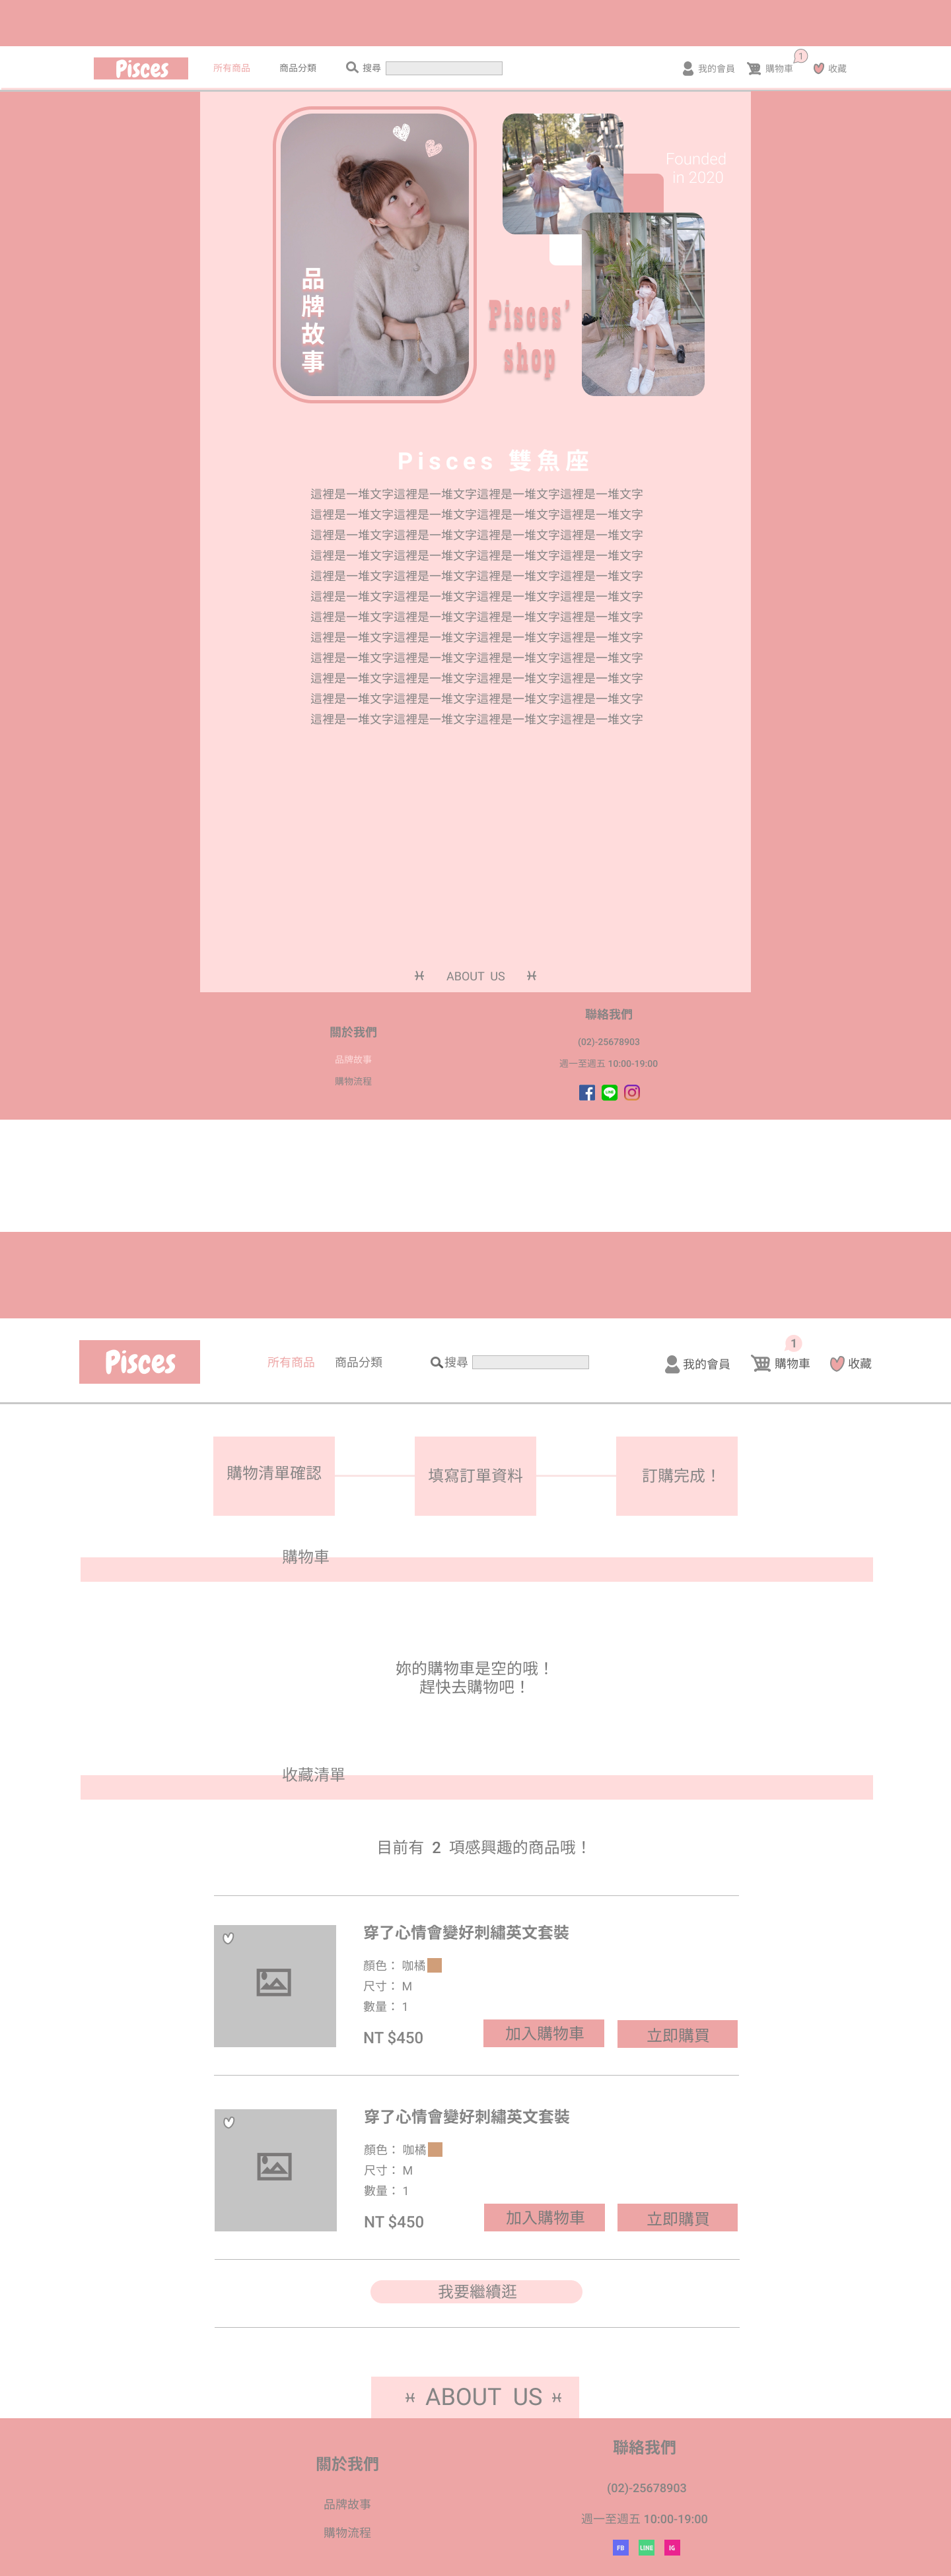 Pisces 所有商品 商品分類 搜尋 我的會員 購物車 1 收藏
Founded
in 2020
品牌故事
Pisces'
shop
Pisces 雙魚座
這裡是一堆文字這裡是一堆文字這裡是一堆文字這裡是一堆文字
這裡是一堆文字這裡是一堆文字這裡是一堆文字這裡是一堆文字
這裡是一堆文字這裡是一堆文字這裡是一堆文字這裡是一堆文字
這裡是一堆文字這裡是一堆文字這裡是一堆文字這裡是一堆文字
這裡是一堆文字這裡是一堆文字這裡是一堆文字這裡是一堆文字
這裡是一堆文字這裡是一堆文字這裡是一堆文字這裡是一堆文字
這裡是一堆文字這裡是一堆文字這裡是一堆文字這裡是一堆文字
這裡是一堆文字這裡是一堆文字這裡是一堆文字這裡是一堆文字
這裡是一堆文字這裡是一堆文字這裡是一堆文字這裡是一堆文字
這裡是一堆文字這裡是一堆文字這裡是一堆文字這裡是一堆文字
這裡是一堆文字這裡是一堆文字這裡是一堆文字這裡是一堆文字
這裡是一堆文字這裡是一堆文字這裡是一堆文字這裡是一堆文字
♓ ABOUT US ♓
關於我們
品牌故事
購物流程
聯絡我們
(02)-25678903
週一至週五 10:00-19:00
Pisces 所有商品 商品分類 搜尋 我的會員 購物車 1 收藏
購物清單確認 填寫訂單資料 訂購完成！
購物車
妳的購物車是空的哦！
趕快去購物吧！
收藏清單
目前有 2 項感興趣的商品哦！
穿了心情會變好刺繡英文套裝
顏色： 咖橘
尺寸： M
數量： 1
NT $450 加入購物車 立即購買
穿了心情會變好刺繡英文套裝
顏色： 咖橘
尺寸： M
數量： 1
NT $450 加入購物車 立即購買
我要繼續逛
♓ ABOUT US ♓
關於我們
品牌故事
購物流程
聯絡我們
(02)-25678903
週一至週五 10:00-19:00
FB LINE IG